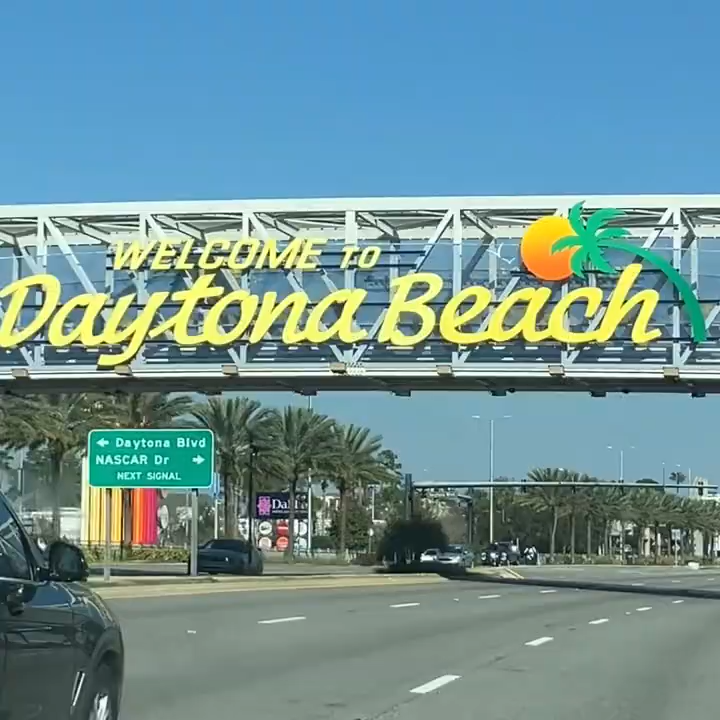 WELCOME TO
Daytona Beach
← Daytona Blvd
NASCAR Dr →
NEXT SIGNAL